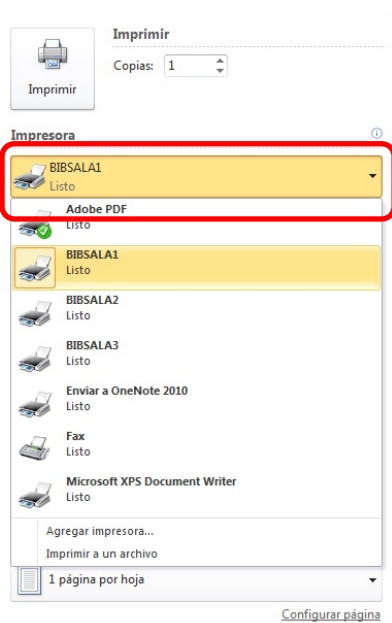 Imprimir
Copias: 1
Imprimir
Impresora
BIBSALA1
Listo
Adobe PDF
Listo
BIBSALA1
Listo
BIBSALA2
Listo
BIBSALA3
Listo
Enviar a OneNote 2010
Listo
Fax
Listo
Microsoft XPS Document Writer
Listo
Agregar impresora...
Imprimir a un archivo
1 página por hoja
Configurar página